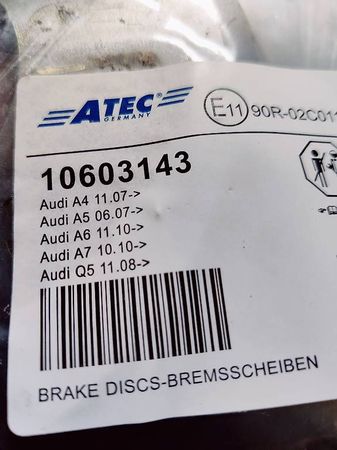 ATEC
GERMANY
E11 90R-02C011
10603143
Audi A4 11.07->
Audi A5 06.07->
Audi A6 11.10->
Audi A7 10.10->
Audi Q5 11.08->
BRAKE DISCS-BREMSSCHEIBEN